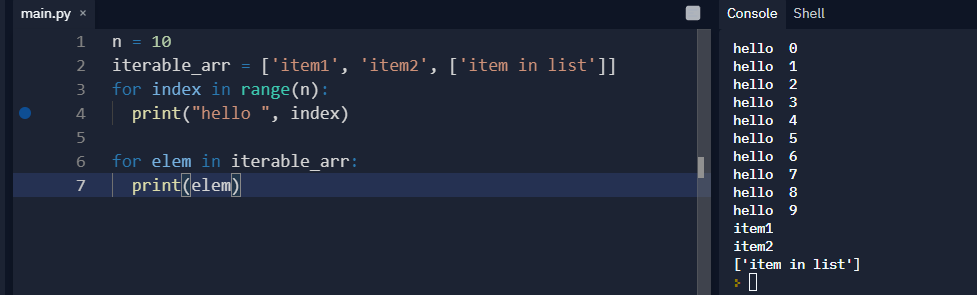 main.py ×
1 n = 10
2 iterable_arr = ['item1', 'item2', ['item in list']]
3 for index in range(n):
4   print("hello ", index)
5
6 for elem in iterable_arr:
7   print(elem)
Console Shell
hello  0
hello  1
hello  2
hello  3
hello  4
hello  5
hello  6
hello  7
hello  8
hello  9
item1
item2
['item in list']